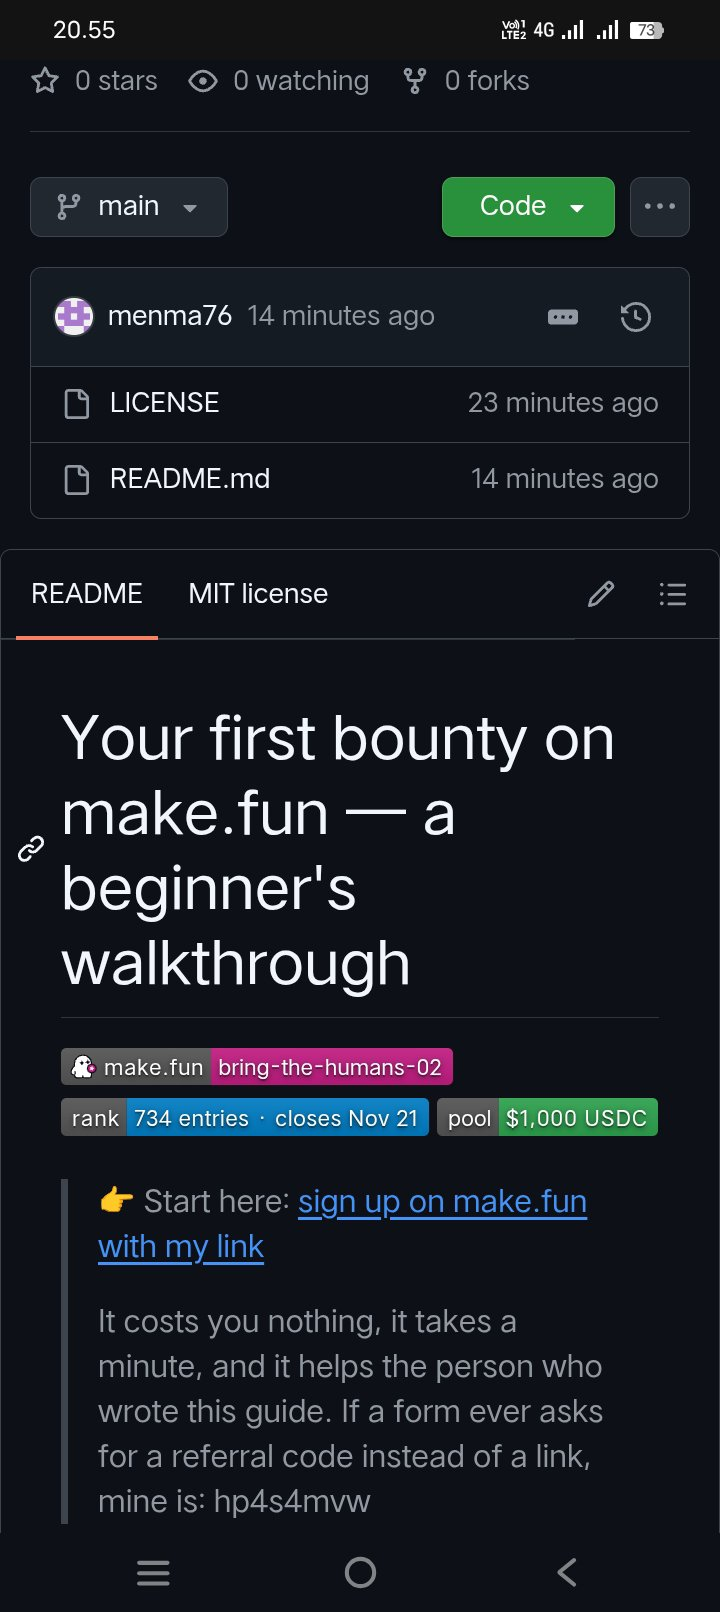 20.55
Vo)) 1
LTE2 4G 73
0 stars 0 watching 0 forks
main Code
menma76 14 minutes ago
LICENSE 23 minutes ago
README.md 14 minutes ago
README MIT license
Your first bounty on
make.fun — a
beginner's
walkthrough
make.fun bring-the-humans-02
rank 734 entries · closes Nov 21 pool $1,000 USDC
👉 Start here: sign up on make.fun
with my link
It costs you nothing, it takes a
minute, and it helps the person who
wrote this guide. If a form ever asks
for a referral code instead of a link,
mine is: hp4s4mvw